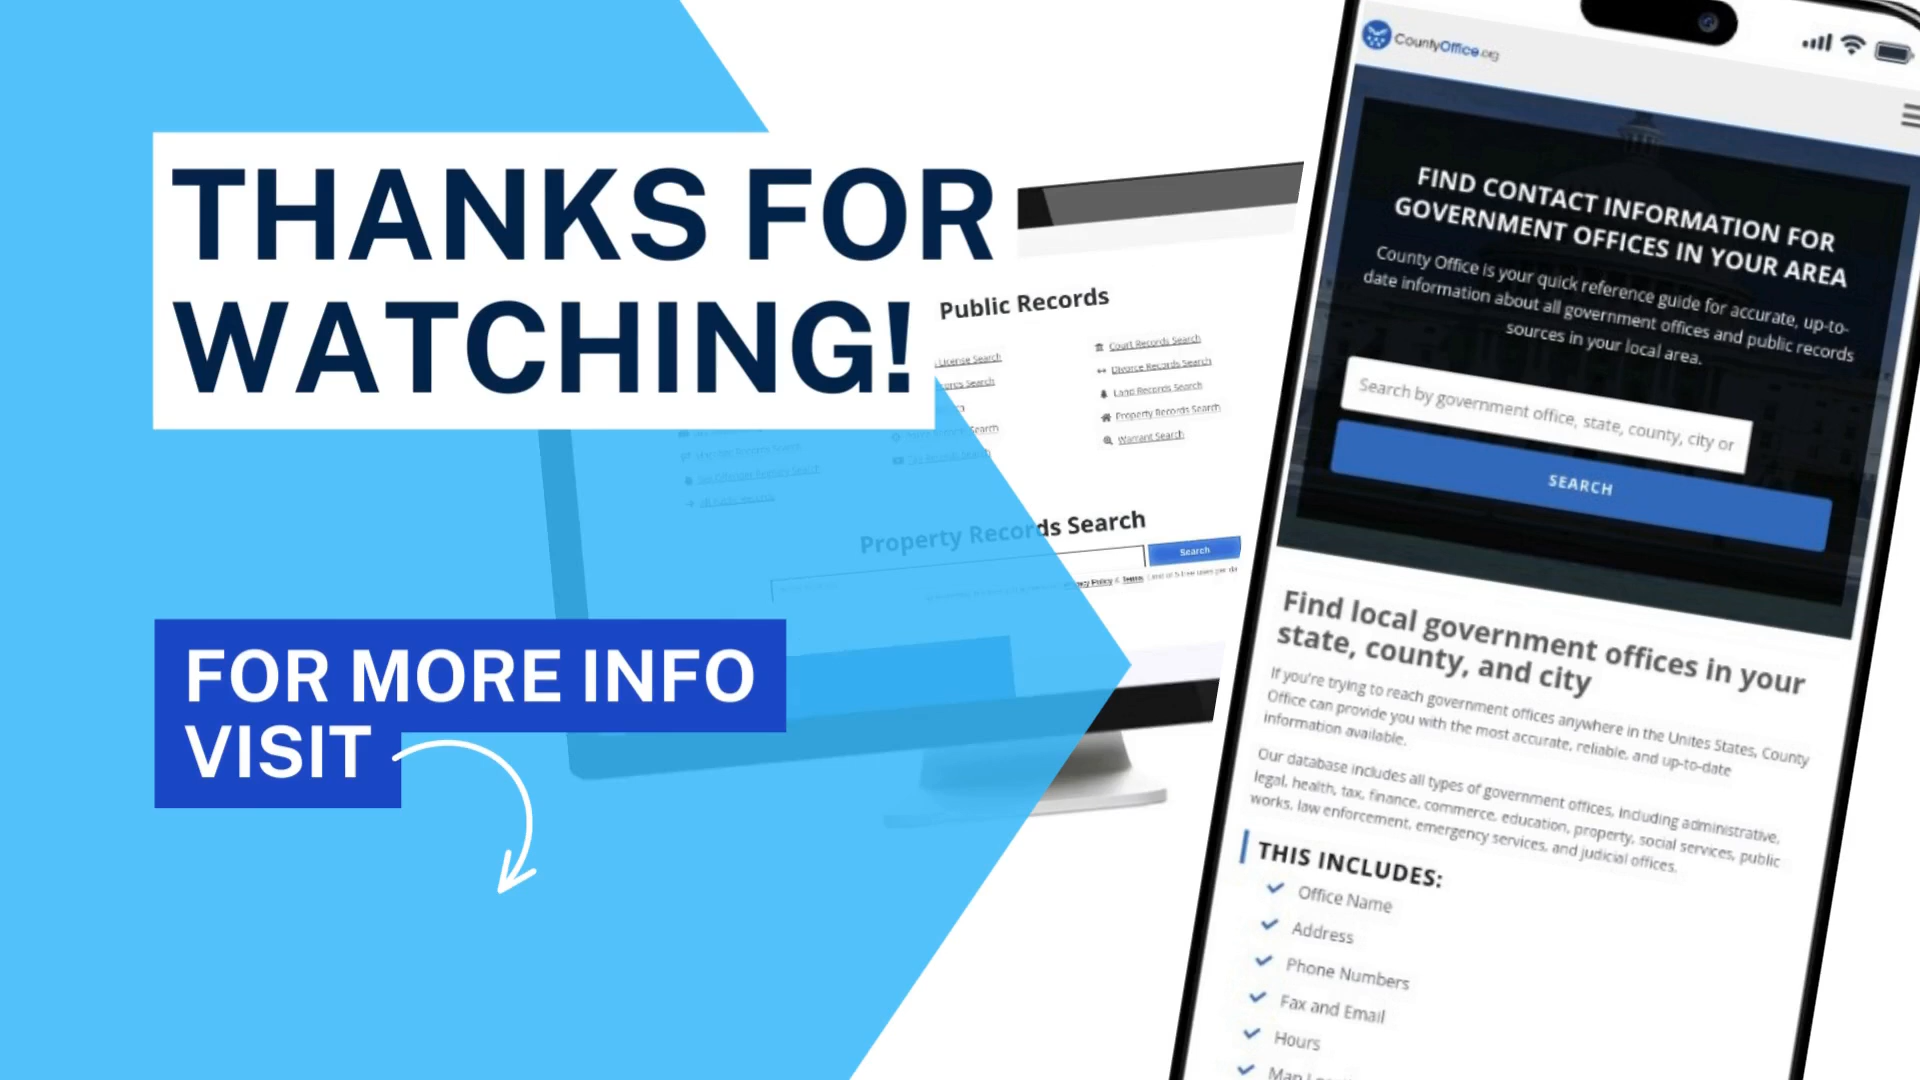 THANKS FOR
WATCHING!
FOR MORE INFO
VISIT
Public Records
License Search
Search
Search
Court Records Search
Divorce Records Search
Land Records Search
Property Records Search
Warrant Search
Property Records Search
Search
CountyOffice.org
FIND CONTACT INFORMATION FOR
GOVERNMENT OFFICES IN YOUR AREA
County Office is your quick reference guide for accurate, up-to-
date information about all government offices and public records
sources in your local area.
Search by government office, state, county, city or
SEARCH
Find local government offices in your
state, county, and city
If you're trying to reach government offices anywhere in the Unites States, County
Office can provide you with the most accurate, reliable, and up-to-date
information available.
Our database includes all types of government offices, including administrative,
legal, health, tax, finance, commerce, education, property, social services, public
works, law enforcement, emergency services, and judicial offices.
THIS INCLUDES:
Office Name
Address
Phone Numbers
Fax and Email
Hours